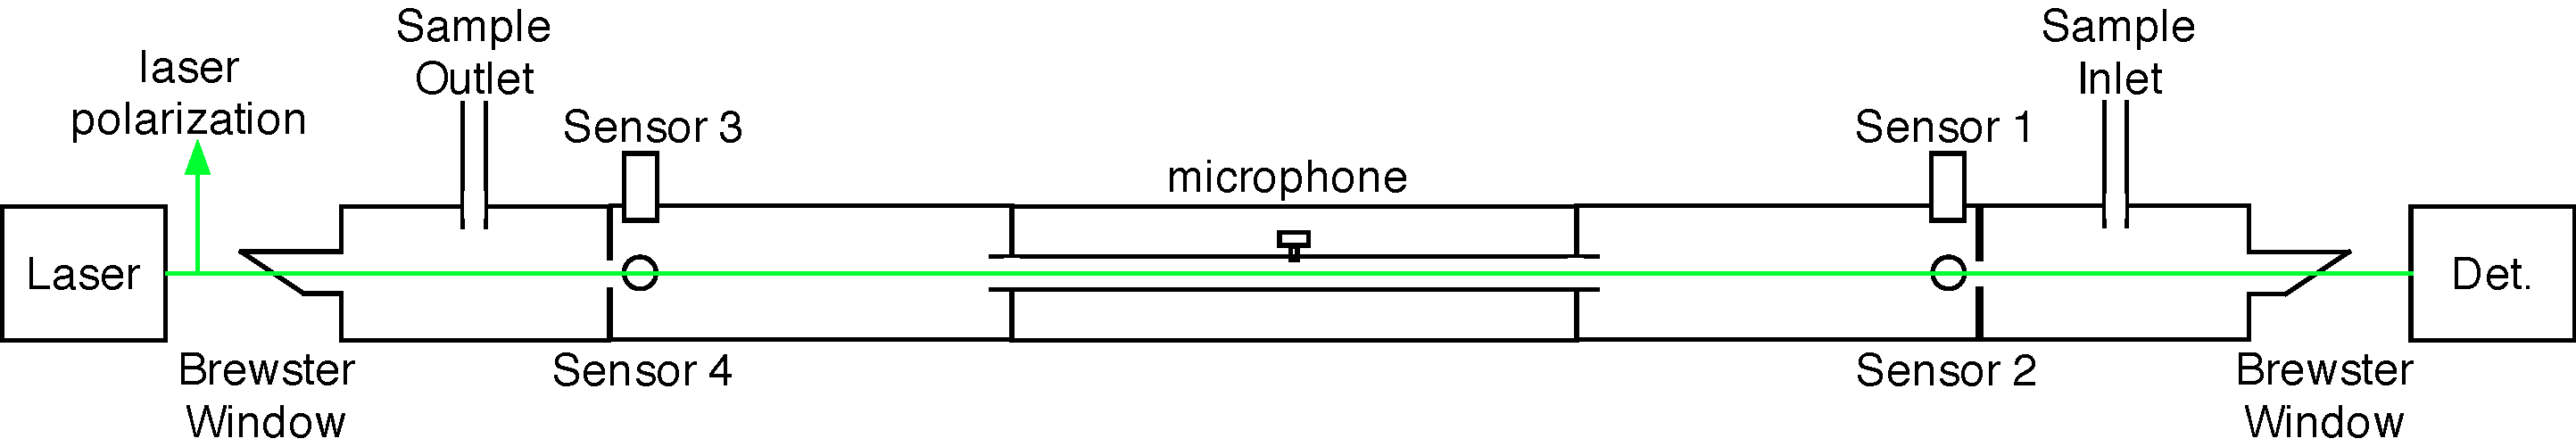 Sample
Outlet
Sample
Inlet
laser
polarization
Sensor 3
Sensor 1
microphone
Laser
Det.
Brewster
Window
Sensor 4
Sensor 2
Brewster
Window